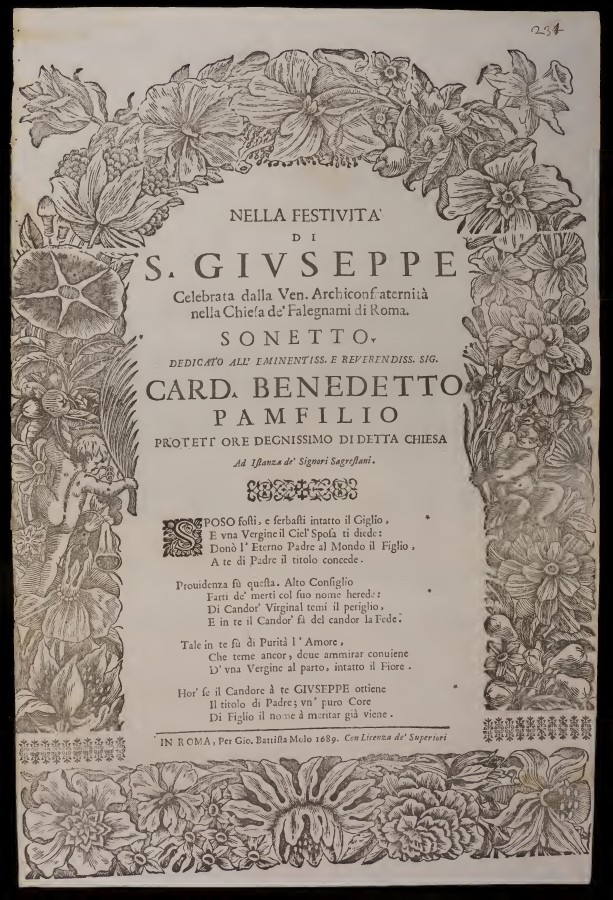 231
NELLA FESTIVITA'
DI
S. GIVSEPPE
Celebrata dalla Ven. Archiconfraternità
nella Chieſa de' Falegnami di Roma.
SONETTO,
DEDICATO ALL' EMINENTISS. E REVERENDISS. SIG.
CARD. BENEDETTO
PAMFILIO
PROTETTORE DEGNISSIMO DI DETTA CHIESA
Ad Iſtanza de' Signori Sagreſtani.
SPOSO foſti, e ſerbaſti intatto il Giglio,
E vna Vergine il Ciel' Spoſa ti diede:
Donò l' Eterno Padre al Mondo il Figlio,
A te di Padre il titolo concede.
Prouidenza fù queſta. Alto Conſiglio
Farti de' merti col ſuo nome herede:
Di Candor' Virginal temi il periglio,
E in te il Candor' fà del candor la Fede.
Tale in te fù di Purità l' Amore,
Che teme ancor, doue ammirar conuiene
D' vna Vergine al parto, intatto il Fiore.
Hor' ſe il Candore à te GIVSEPPE ottiene
Il titolo di Padre; vn' puro Core
Di Figlio il nome à meritar già viene.
IN ROMA, Per Gio. Battiſta Molo 1689. Con Licenza de' Superiori